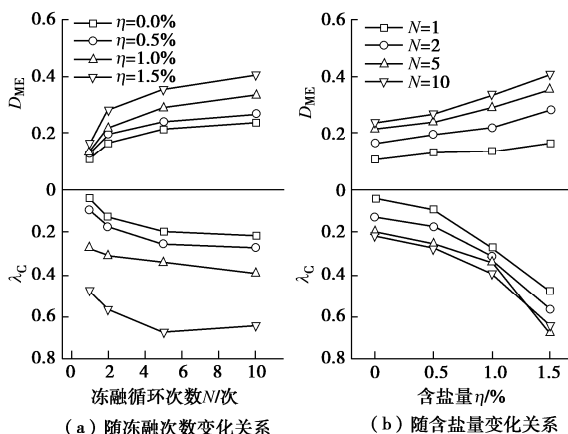 η=0.0%
η=0.5%
η=1.0%
η=1.5%
0.6
0.4
0.2
0
0.2
0.4
0.6
0.8
D_ME
λ_C
0 2 4 6 8 10
冻融循环次数N/次
(a)随冻融次数变化关系
N=1
N=2
N=5
N=10
0.6
0.4
0.2
0
0.2
0.4
0.6
0.8
D_ME
λ_C
0 0.5 1.0 1.5
含盐量η/%
(b)随含盐量变化关系